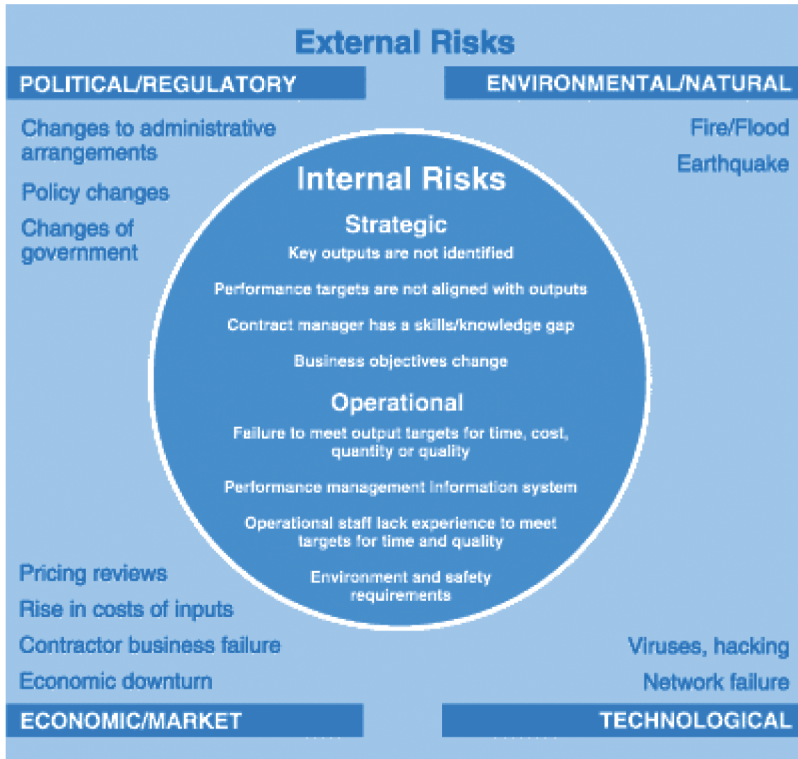 External Risks
POLITICAL/REGULATORY
Changes to administrative
arrangements
Policy changes
Changes of
government
ENVIRONMENTAL/NATURAL
Fire/Flood
Earthquake
Internal Risks
Strategic
Key outputs are not identified
Performance targets are not aligned with outputs
Contract manager has a skills/knowledge gap
Business objectives change
Operational
Failure to meet output targets for time, cost,
quantity or quality
Performance management information system
Operational staff lack experience to meet
targets for time and quality
Environment and safety
requirements
Pricing reviews
Rise in costs of inputs
Contractor business failure
Economic downturn
ECONOMIC/MARKET
Viruses, hacking
Network failure
TECHNOLOGICAL